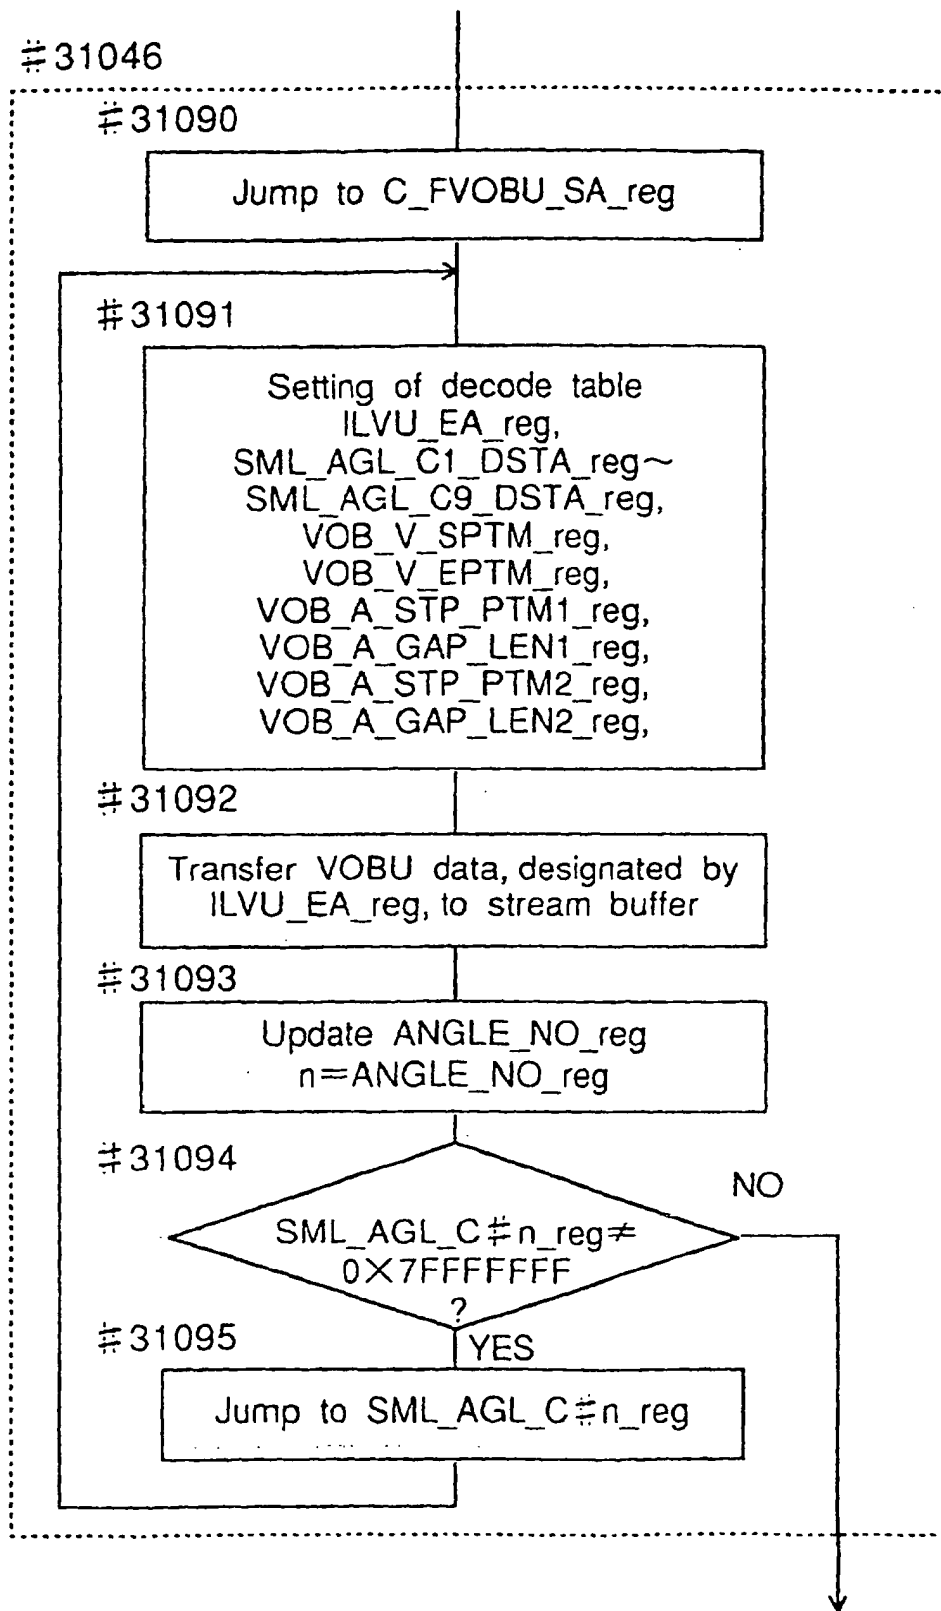 #31046
#31090
Jump to C_FVOBU_SA_reg
#31091
Setting of decode table
ILVU_EA_reg,
SML_AGL_C1_DSTA_reg~
SML_AGL_C9_DSTA_reg,
VOB_V_SPTM_reg,
VOB_V_EPTM_reg,
VOB_A_STP_PTM1_reg,
VOB_A_GAP_LEN1_reg,
VOB_A_STP_PTM2_reg,
VOB_A_GAP_LEN2_reg,
#31092
Transfer VOBU data, designated by
ILVU_EA_reg, to stream buffer
#31093
Update ANGLE_NO_reg
n=ANGLE_NO_reg
#31094
NO
SML_AGL_C#n_reg≠
0X7FFFFFFF
?
#31095
YES
Jump to SML_AGL_C#n_reg